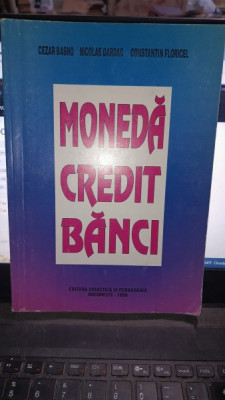 CEZAR BASNO NICOLAE DARDAC CONSTANTIN FLORICEL
MONEDĂ
CREDIT
BĂNCI
EDITURA DIDACTICĂ ȘI PEDAGOGICĂ
BUCUREȘTI -